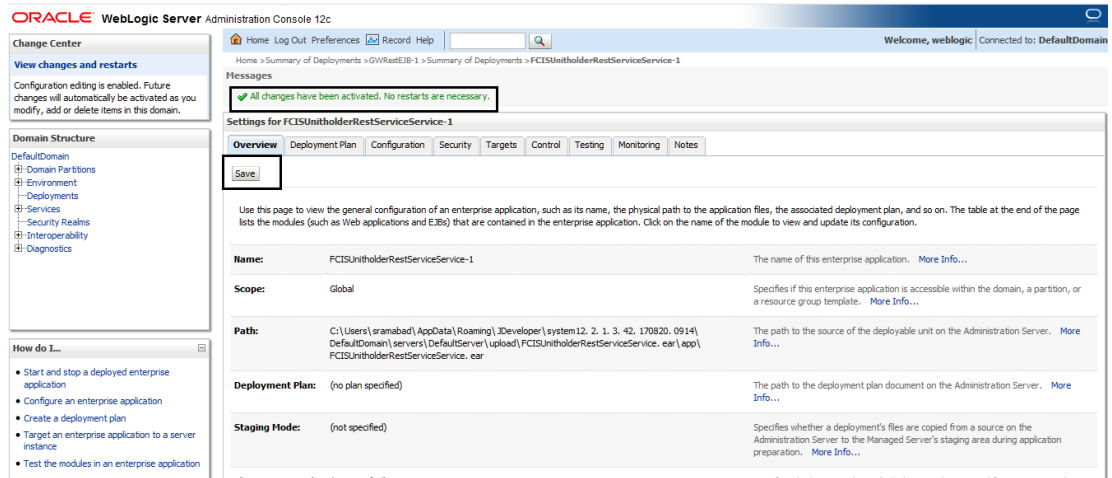 ORACLE WebLogic Server Administration Console 12c
Change Center
View changes and restarts
Configuration editing is enabled. Future
changes will automatically be activated as you
modify, add or delete items in this domain.
Domain Structure
DefaultDomain
Domain Partitions
Environment
Deployments
Services
Security Realms
Interoperability
Diagnostics
How do I...
Start and stop a deployed enterprise
application
Configure an enterprise application
Create a deployment plan
Target an enterprise application to a server
instance
Test the modules in an enterprise application
Home Log Out Preferences Record Help
Welcome, weblogic Connected to: DefaultDomain
Home >Summary of Deployments >GWRestEJB-1 >Summary of Deployments >FCISUnitholderRestServiceService-1
Messages
All changes have been activated. No restarts are necessary.
Settings for FCISUnitholderRestServiceService-1
Overview Deployment Plan Configuration Security Targets Control Testing Monitoring Notes
Save
Use this page to view the general configuration of an enterprise application, such as its name, the physical path to the application files, the associated deployment plan, and so on. The table at the end of the page
lists the modules (such as Web applications and EJBs) that are contained in the enterprise application. Click on the name of the module to view and update its configuration.
Name: FCISUnitholderRestServiceService-1 The name of this enterprise application. More Info...
Scope: Global Specifies if this enterprise application is accessible within the domain, a partition, or
a resource group template. More Info...
Path: C:\Users\sramabad\AppData\Roaming\JDeveloper\system12. 2. 1. 3. 42. 170820. 0914\ The path to the source of the deployable unit on the Administration Server. More
DefaultDomain\servers\DefaultServer\upload\FCISUnitholderRestServiceService. ear\app\ Info...
FCISUnitholderRestServiceService. ear
Deployment Plan: (no plan specified) The path to the deployment plan document on the Administration Server. More
Info...
Staging Mode: (not specified) Specifies whether a deployment's files are copied from a source on the
Administration Server to the Managed Server's staging area during application
preparation. More Info...